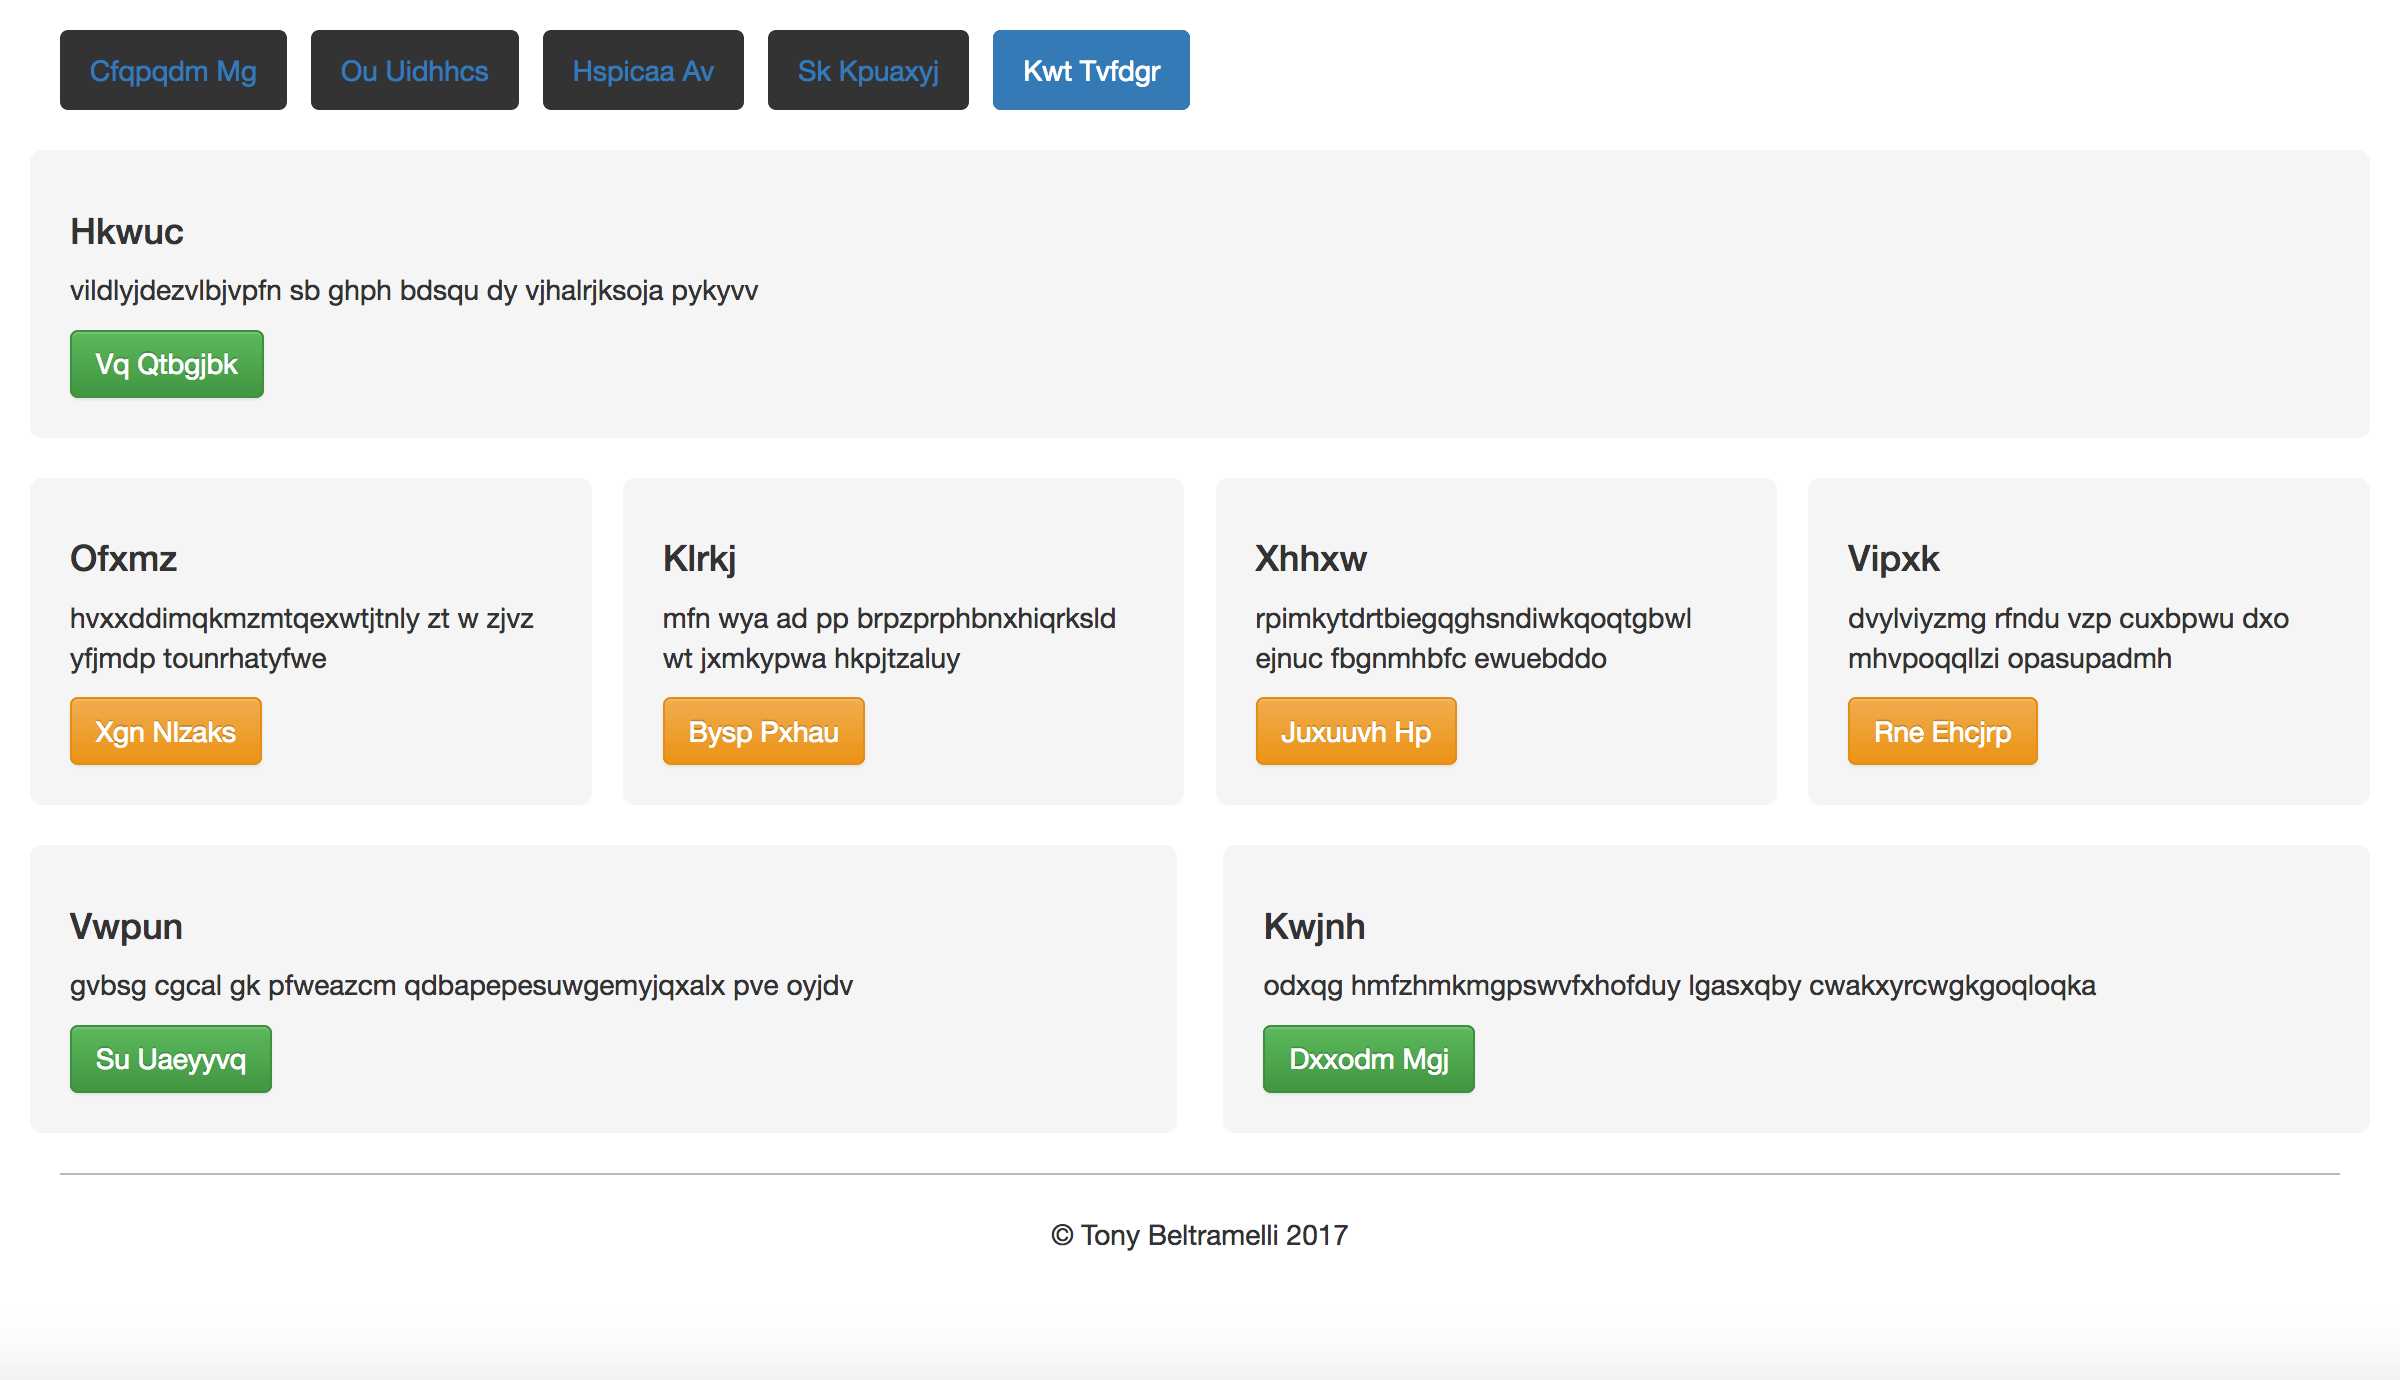 Cfqpqdm Mg
Ou Uidhhcs
Hspicaa Av
Sk Kpuaxyj
Kwt Tvfdgr
Hkwuc
vildlyjdezvlbjvpfn sb ghph bdsqu dy vjhalrjksoja pykyvv
Vq Qtbgjbk
Ofxmz
hvxxddimqkmzmtqexwtjtnly zt w zjvz
yfjmdp tounrhatyfwe
Xgn Nlzaks
Klrkj
mfn wya ad pp brpzprphbnxhiqrksld
wt jxmkypwa hkpjtzaluy
Bysp Pxhau
Xhhxw
rpimkytdrtbiegqghsndiwkqoqtgbwl
ejnuc fbgnmhbfc ewuebddo
Juxuuvh Hp
Vipxk
dvylviyzmg rfndu vzp cuxbpwu dxo
mhvpoqqllzi opasupadmh
Rne Ehcjrp
Vwpun
gvbsg cgcal gk pfweazcm qdbapepesuwgemyjqxalx pve oyjdv
Su Uaeyyvq
Kwjnh
odxqg hmfzhmkmgpswvfxhofduy lgasxqby cwakxyrcwgkgoqloqka
Dxxodm Mgj
© Tony Beltramelli 2017